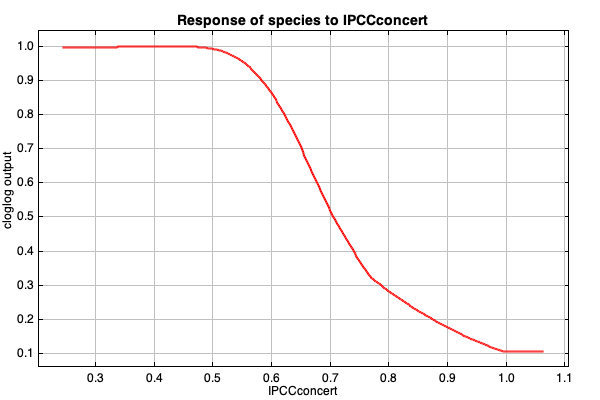 Response of species to IPCCconcert
cloglog output
1.0
0.9
0.8
0.7
0.6
0.5
0.4
0.3
0.2
0.1
0.3 0.4 0.5 0.6 0.7 0.8 0.9 1.0 1.1
IPCCconcert